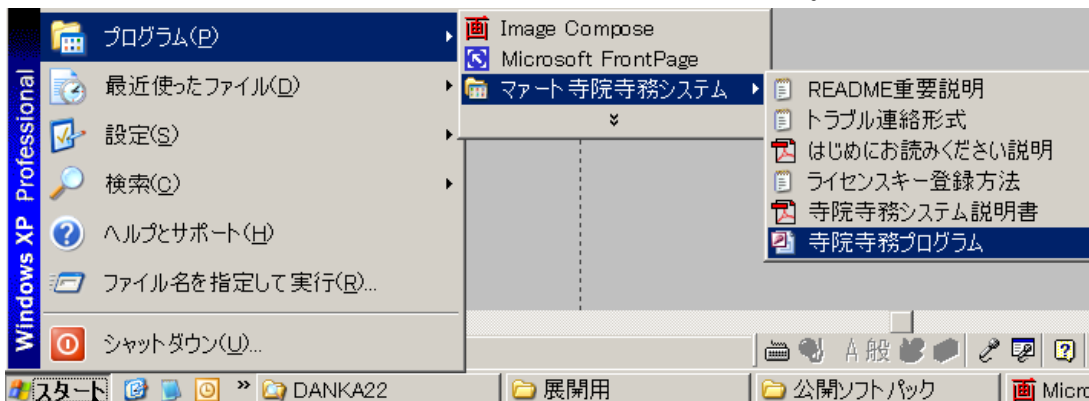 Windows XP Professional
プログラム(P)
最近使ったファイル(D)
設定(S)
検索(C)
ヘルプとサポート(H)
ファイル名を指定して実行(R)...
シャットダウン(U)...
Image Compose
Microsoft FrontPage
マァート寺院寺務システム
README重要説明
トラブル連絡形式
はじめにお読みください説明
ライセンスキー登録方法
寺院寺務システム説明書
寺院寺務プログラム
A 般
スタート
DANKA22
展開用
公開ソフトパック
Micro